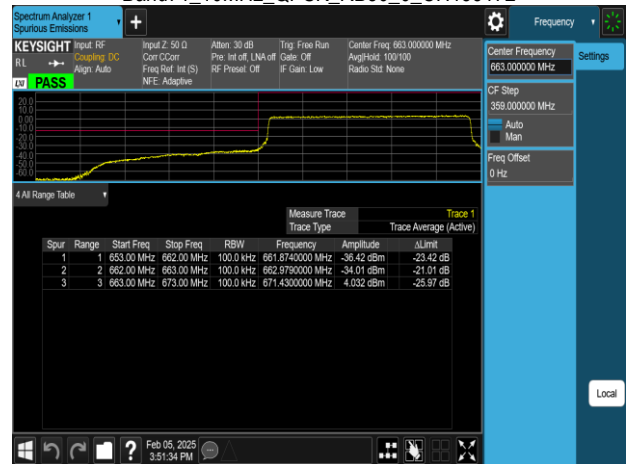 Spectrum Analyzer 1
Spurious Emissions
Frequency
KEYSIGHT
RL
PASS
Input: RF
Coupling: DC
Align: Auto
Input Z: 50 Ω
Corr CCorr
Freq Ref: Int (S)
NFE: Adaptive
Atten: 30 dB
Pre: Int off, LNA off
RF Preset: Off
Trig: Free Run
Gate: Off
IF Gain: Low
Center Freq: 663.000000 MHz
Avg|Hold: 100/100
Radio Std: None
Center Frequency
663.000000 MHz
Settings
CF Step
359.000000 MHz
Auto
Man
Freq Offset
0 Hz
20.0
10.0
0.00
-10.0
-20.0
-30.0
-40.0
-50.0
-60.0
4 All Range Table
Measure Trace Trace 1
Trace Type Trace Average (Active)
Spur Range Start Freq Stop Freq RBW Frequency Amplitude ΔLimit
1 1 653.00 MHz 662.00 MHz 100.0 kHz 661.8740000 MHz -36.42 dBm -23.42 dB
2 2 662.00 MHz 663.00 MHz 100.0 kHz 662.9790000 MHz -34.01 dBm -21.01 dB
3 3 663.00 MHz 673.00 MHz 100.0 kHz 671.4300000 MHz 4.032 dBm -25.97 dB
Local
Feb 05, 2025
3:51:34 PM